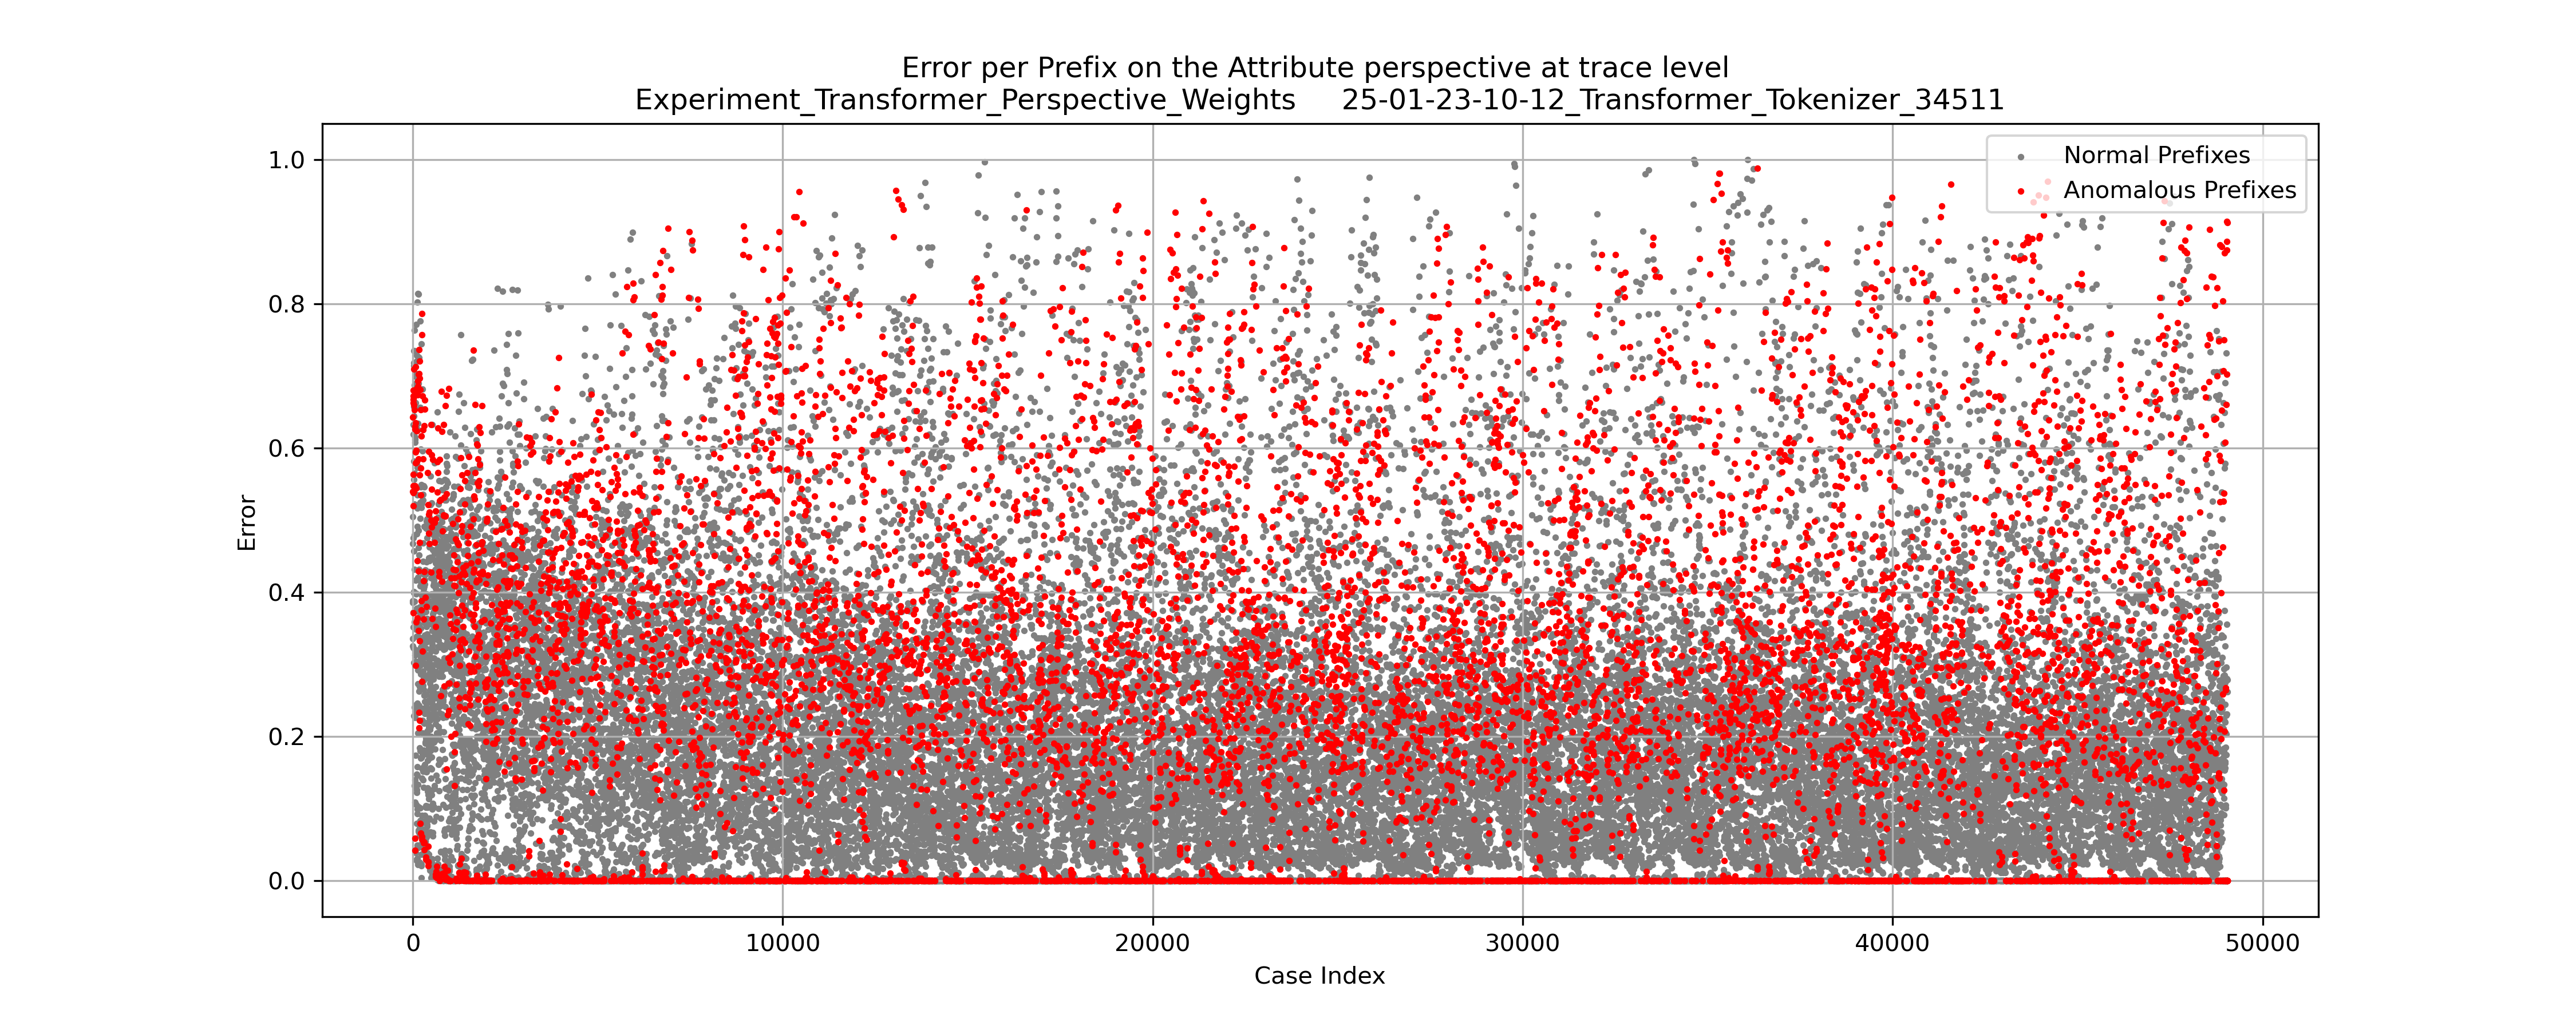 Error per Prefix on the Attribute perspective at trace level
Experiment_Transformer_Perspective_Weights 25-01-23-10-12_Transformer_Tokenizer_34511
Normal Prefixes
Anomalous Prefixes
Error
1.0
0.8
0.6
0.4
0.2
0.0
0 10000 20000 30000 40000 50000
Case Index